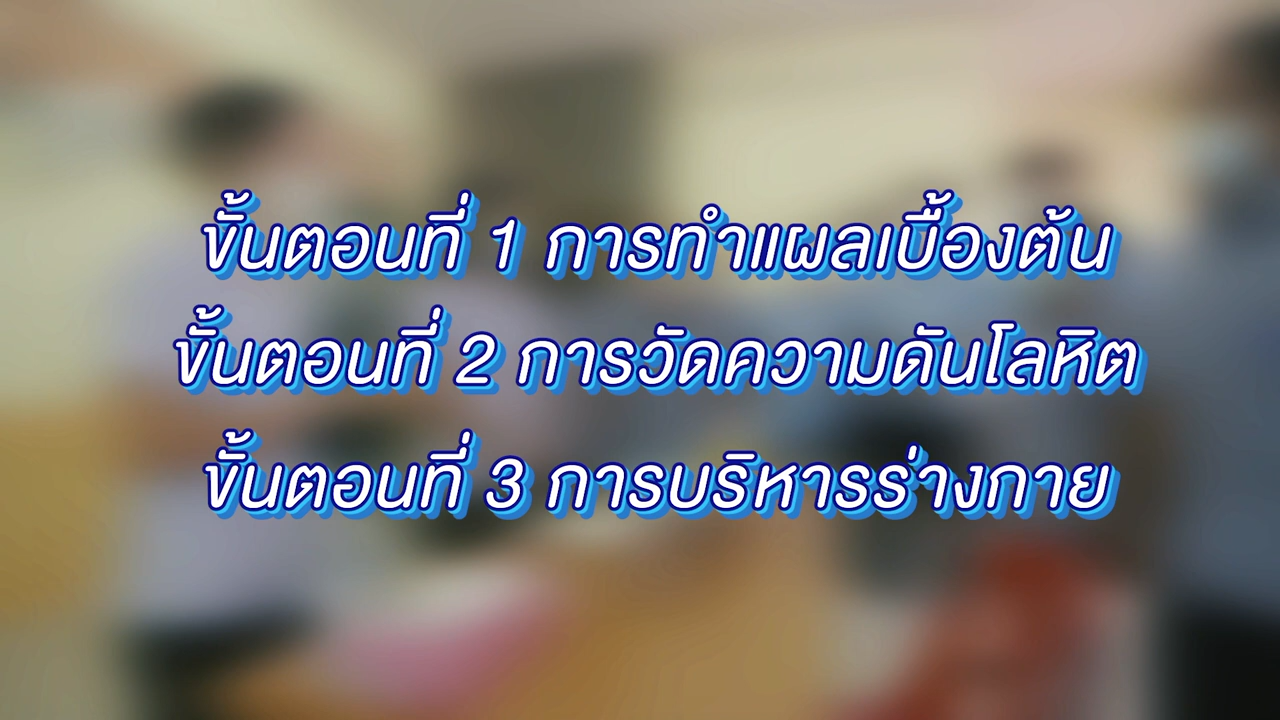 ขั้นตอนที่ 1 การทำแผลเบื้องต้น
ขั้นตอนที่ 2 การวัดความดันโลหิต
ขั้นตอนที่ 3 การบริหารร่างกาย